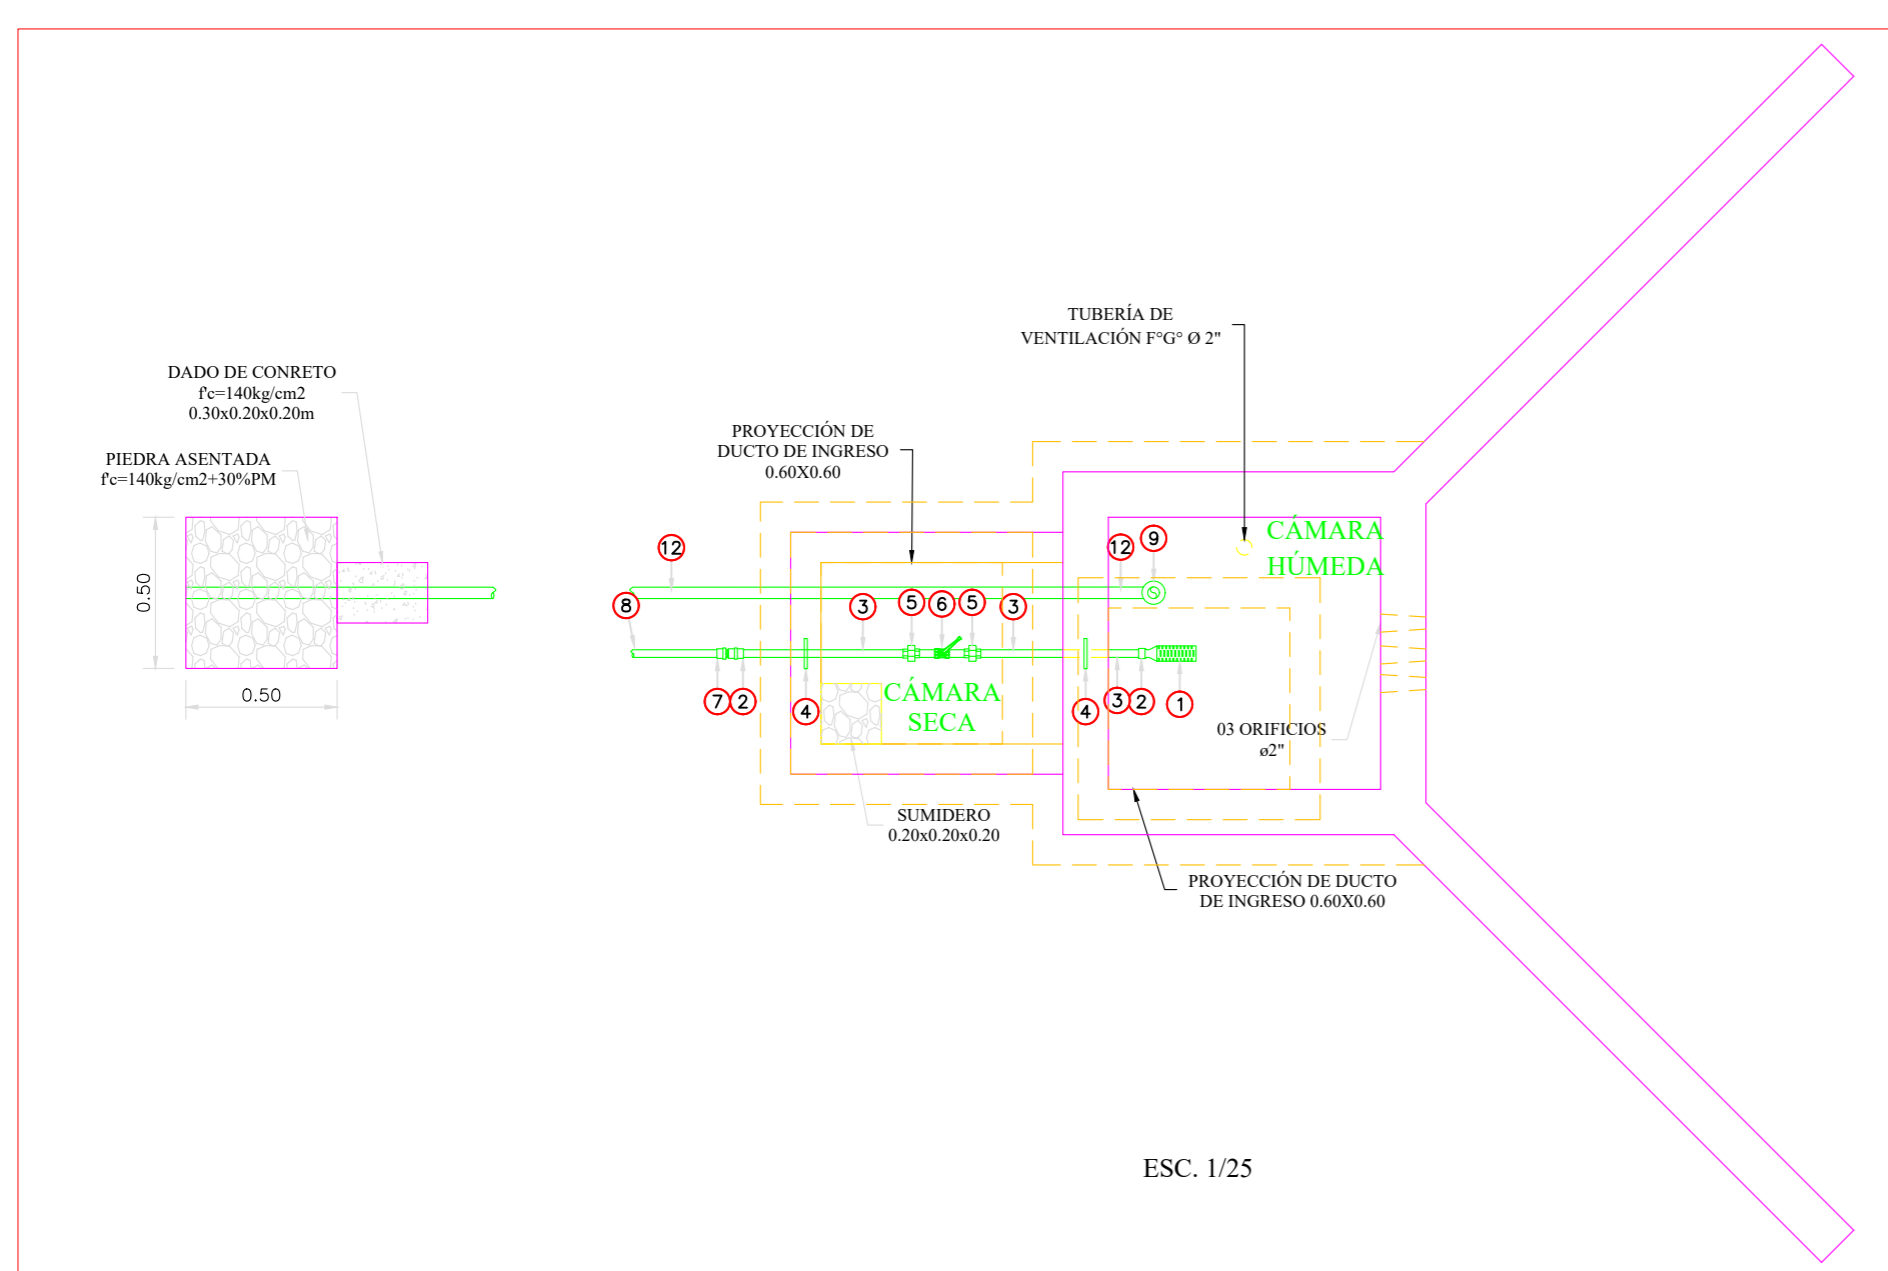 TUBERÍA DE
VENTILACIÓN F°G° Ø 2"
DADO DE CONRETO
f'c=140kg/cm2
0.30x0.20x0.20m
PROYECCIÓN DE
DUCTO DE INGRESO
0.60X0.60
PIEDRA ASENTADA
f'c=140kg/cm2+30%PM
CÁMARA
HÚMEDA
12
12
9
8
3
5
6
5
3
0.50
0.50
7
2
4
CÁMARA
SECA
4
3
2
1
03 ORIFICIOS
ø2"
SUMIDERO
0.20x0.20x0.20
PROYECCIÓN DE DUCTO
DE INGRESO 0.60X0.60
ESC. 1/25